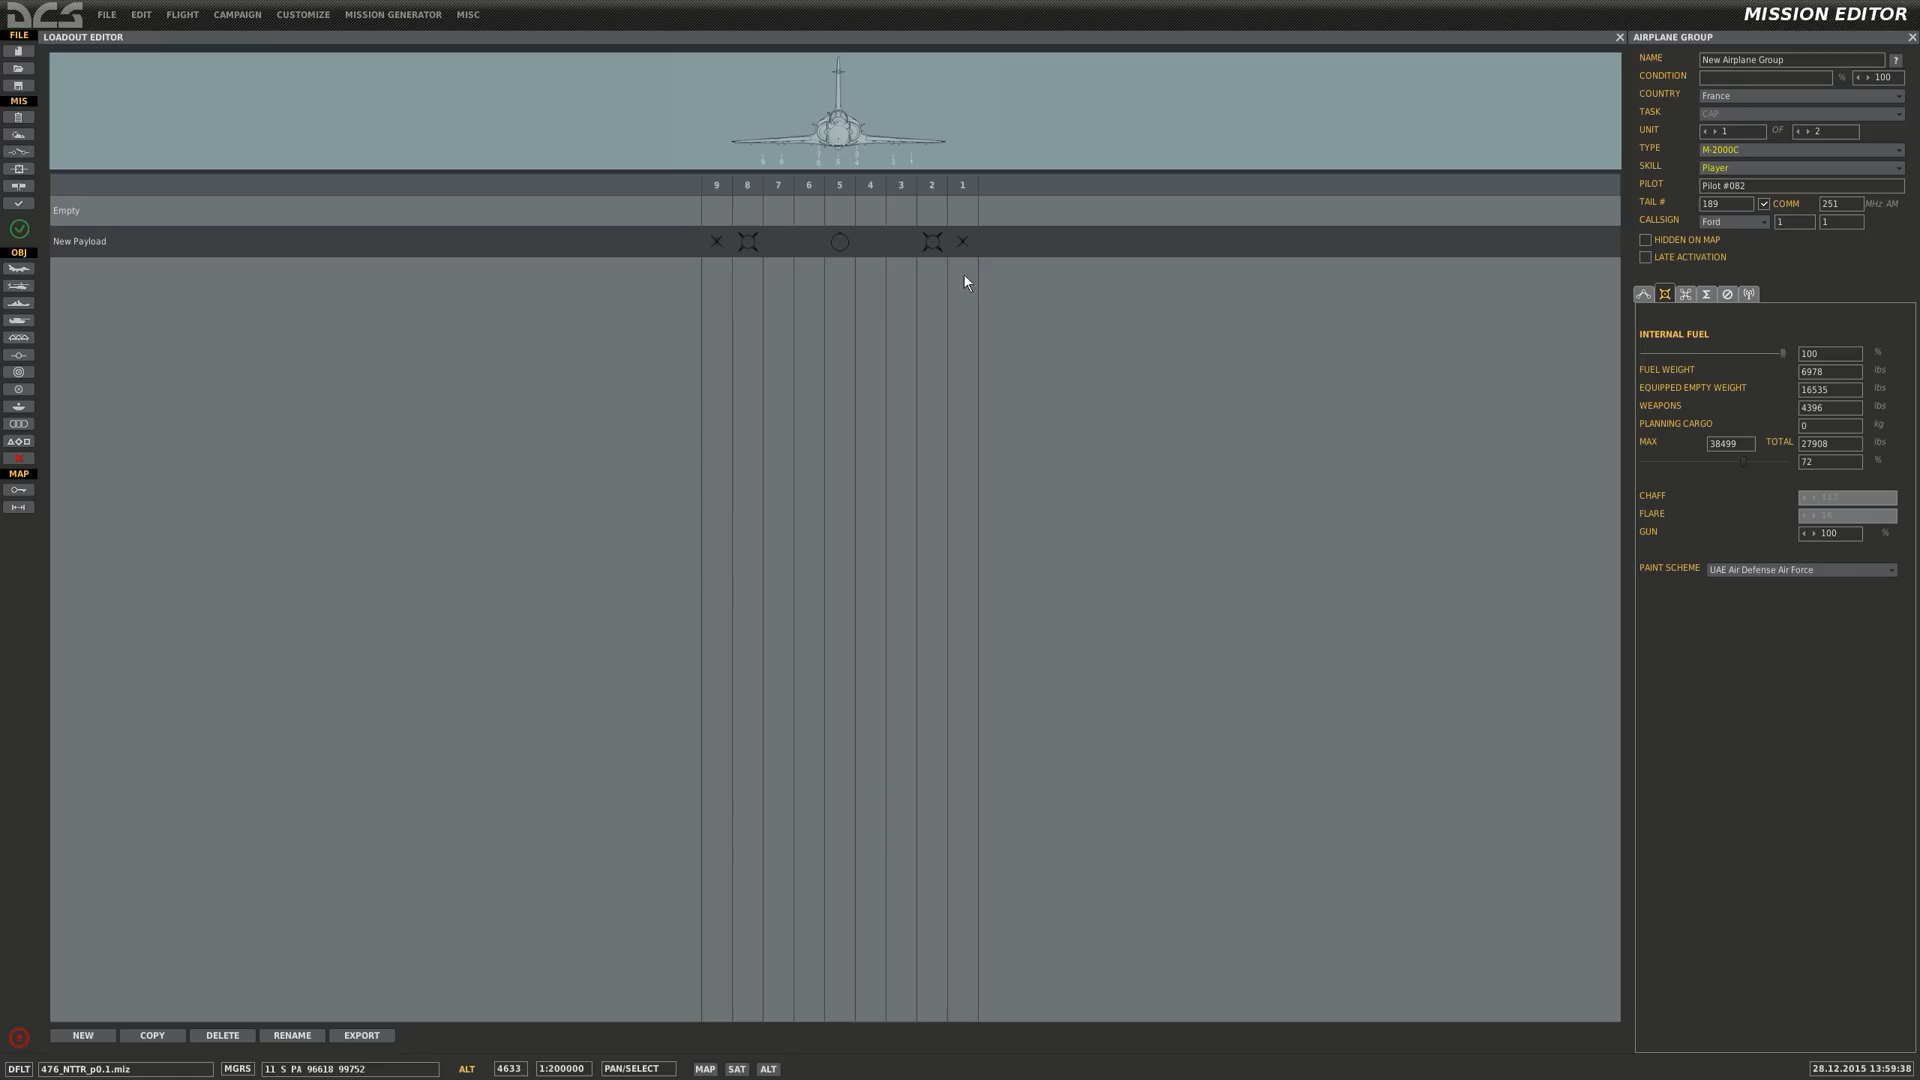 DCS FILE EDIT FLIGHT CAMPAIGN CUSTOMIZE MISSION GENERATOR MISC MISSION EDITOR
FILE
MIS
OBJ
MAP
LOADOUT EDITOR
9 8 7 6 5 4 3 2 1
Empty
New Payload
NEW COPY DELETE RENAME EXPORT
AIRPLANE GROUP
NAME New Airplane Group ?
CONDITION % 100
COUNTRY France
TASK CAP
UNIT 1 OF 2
TYPE M-2000C
SKILL Player
PILOT Pilot #082
TAIL # 189 COMM 251 MHz AM
CALLSIGN Ford 1 1
HIDDEN ON MAP
LATE ACTIVATION
INTERNAL FUEL
100 %
FUEL WEIGHT 6978 lbs
EQUIPPED EMPTY WEIGHT 16535 lbs
WEAPONS 4396 lbs
PLANNING CARGO 0 kg
MAX 38499 TOTAL 27908 lbs
72 %
CHAFF 112
FLARE 16
GUN 100 %
PAINT SCHEME UAE Air Defense Air Force
DFLT 476_NTTR_p0.1.miz MGRS 11 S PA 96618 99752 ALT 4633 1:200000 PAN/SELECT MAP SAT ALT 28.12.2015 13:59:38